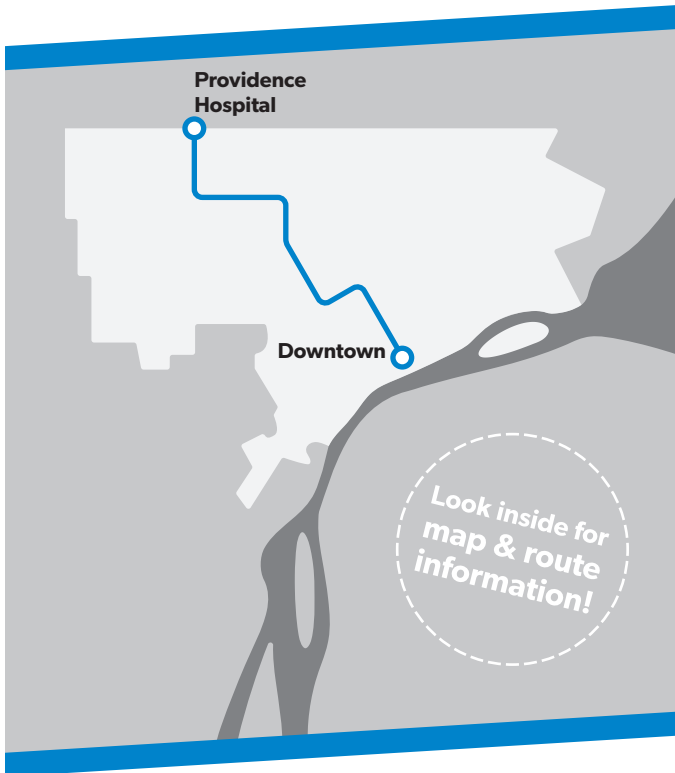 Providence
Hospital
Downtown
Look inside for
map & route
information!